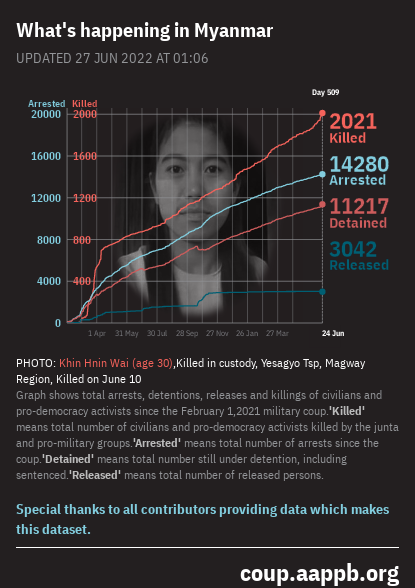 What's happening in Myanmar
UPDATED 27 JUN 2022 AT 01:06
Day 509
Arrested Killed
20000 2000
16000 1600
12000 1200
8000 800
4000 400
0
2021
Killed
14280
Arrested
11217
Detained
3042
Released
1 Apr 31 May 30 Jul 28 Sep 27 Nov 26 Jan 27 Mar 24 Jun
PHOTO: Khin Hnin Wai (age 30),Killed in custody, Yesagyo Tsp, Magway
Region, Killed on June 10
Graph shows total arrests, detentions, releases and killings of civilians and
pro-democracy activists since the February 1,2021 military coup.'Killed'
means total number of civilians and pro-democracy activists killed by the junta
and pro-military groups.'Arrested' means total number of arrests since the
coup.'Detained' means total number still under detention, including
sentenced.'Released' means total number of released persons.
Special thanks to all contributors providing data which makes
this dataset.
coup.aappb.org